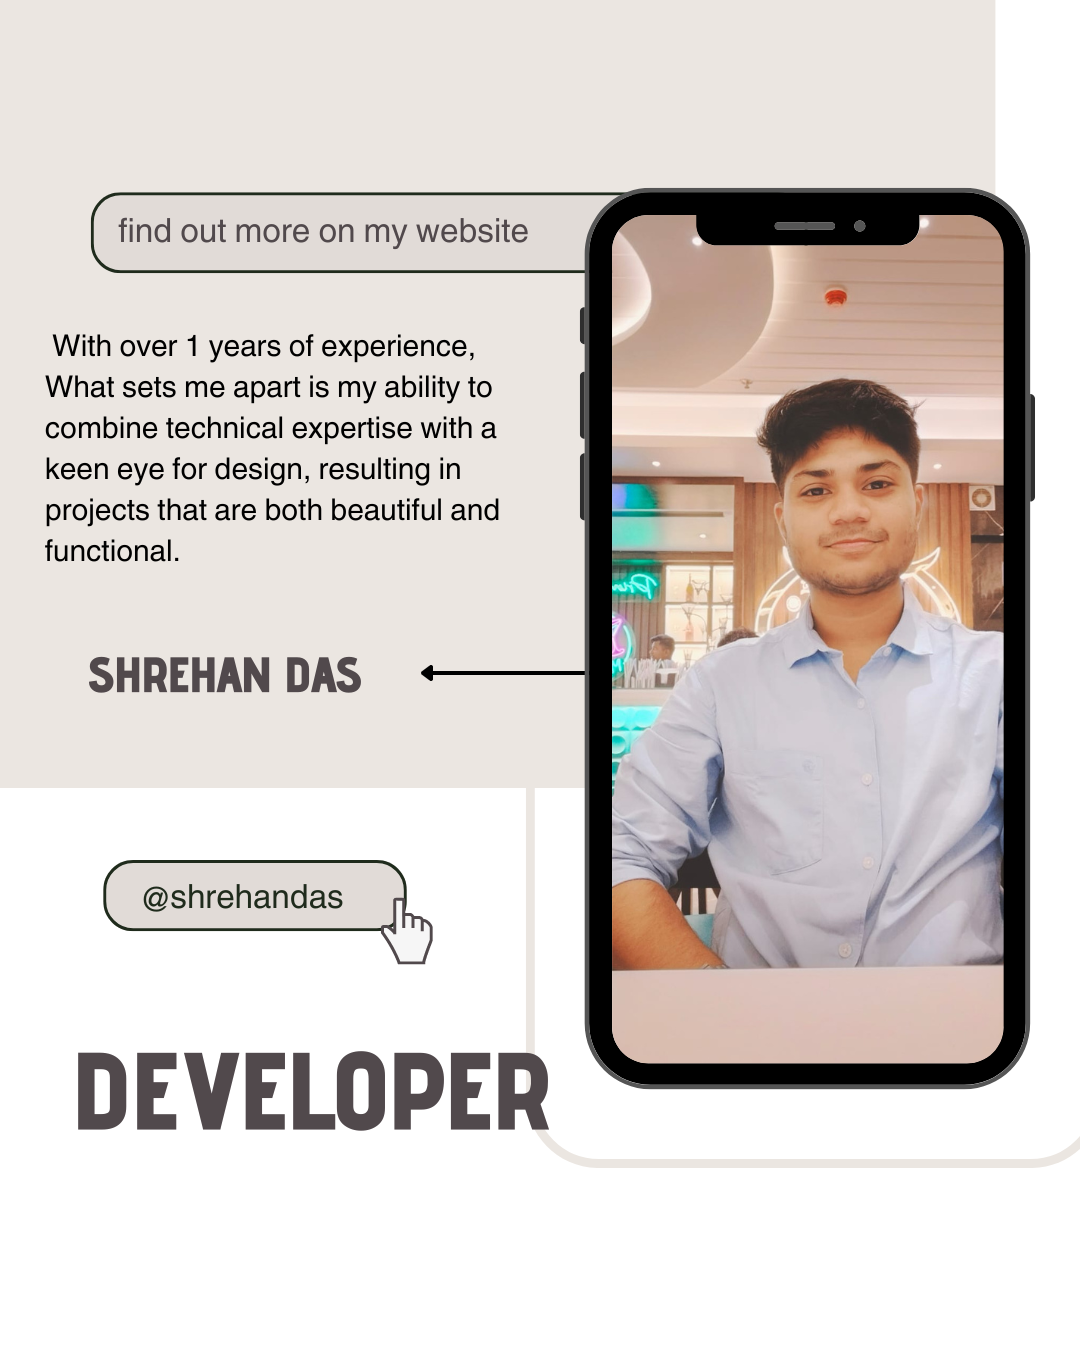 find out more on my website
With over 1 years of experience,
What sets me apart is my ability to
combine technical expertise with a
keen eye for design, resulting in
projects that are both beautiful and
functional.
SHREHAN DAS
@shrehandas
DEVELOPER